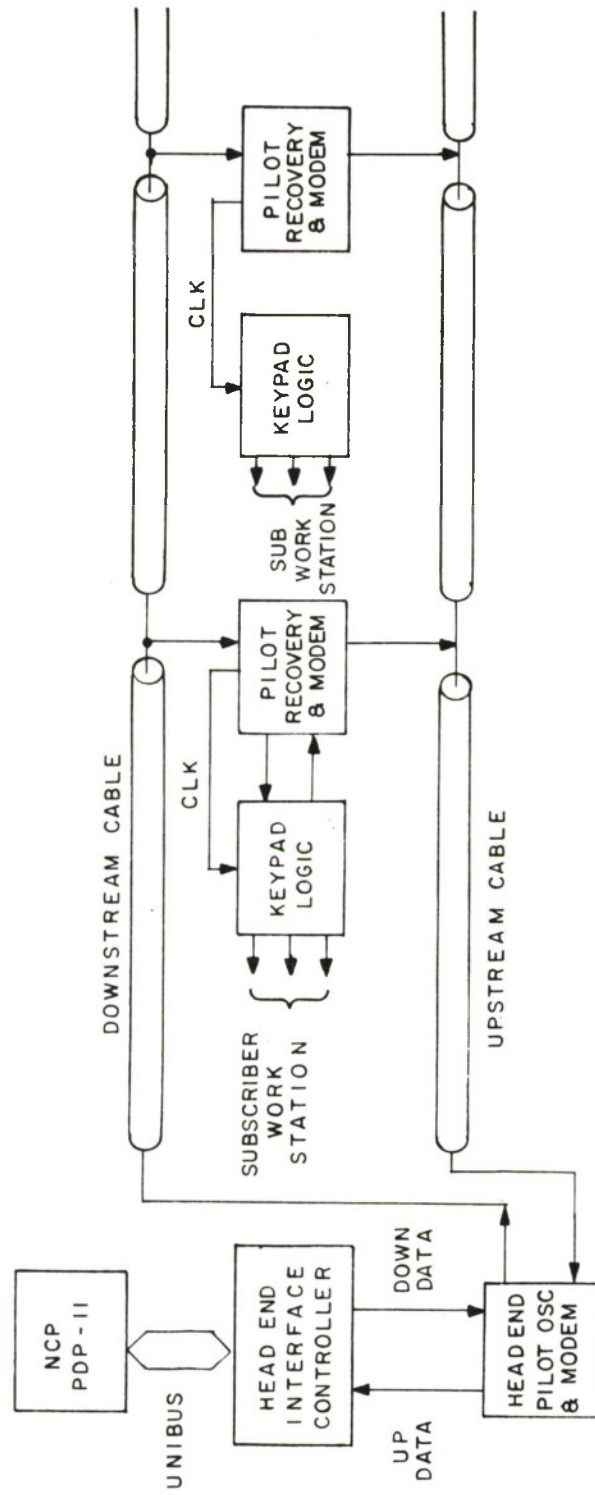 NCP
PDP-11
UNIBUS
HEAD END
INTERFACE
CONTROLLER
UP
DATA
DOWN
DATA
HEAD END
PILOT OSC
& MODEM
DOWNSTREAM CABLE
UPSTREAM CABLE
SUBSCRIBER
WORK
STATION
KEYPAD
LOGIC
CLK
PILOT
RECOVERY
& MODEM
SUB
WORK
STATION
KEYPAD
LOGIC
CLK
PILOT
RECOVERY
& MODEM